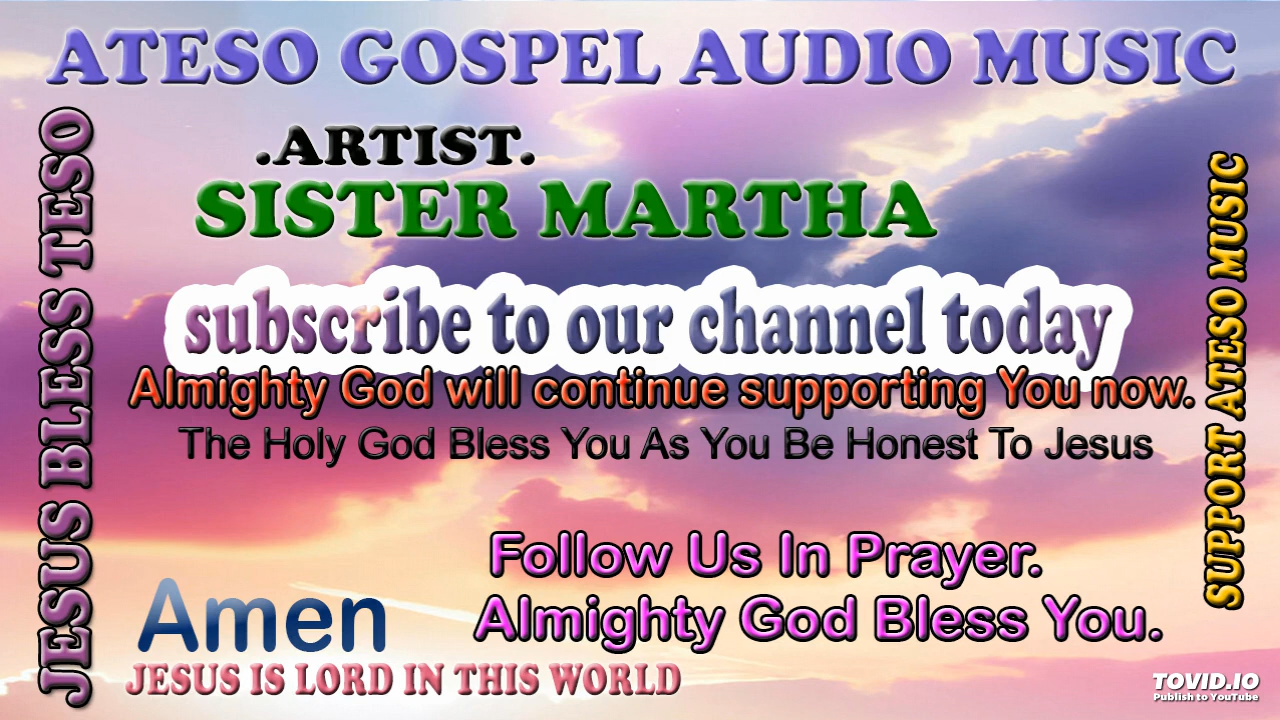 ATESO GOSPEL AUDIO MUSIC
.ARTIST.
SISTER MARTHA
subscribe to our channel today
Almighty God will continue supporting You now.
The Holy God Bless You As You Be Honest To Jesus
Follow Us In Prayer.
Almighty God Bless You.
Amen
JESUS IS LORD IN THIS WORLD
JESUS BLESS TESO
SUPPORT ATESO MUSIC
TOVID.IO
Publish to YouTube